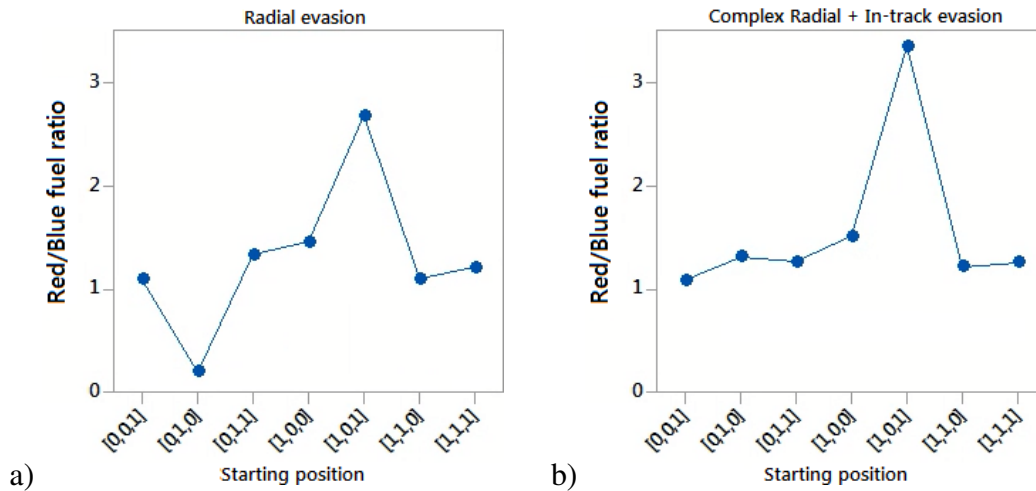 Radial evasion
Red/Blue fuel ratio
3
2
1
0
[0,0,1]
[0,1,0]
[0,1,1]
[1,0,0]
[1,0,1]
[1,1,0]
[1,1,1]
Starting position
a)
Complex Radial + In-track evasion
Red/Blue fuel ratio
3
2
1
0
[0,0,1]
[0,1,0]
[0,1,1]
[1,0,0]
[1,0,1]
[1,1,0]
[1,1,1]
Starting position
b)